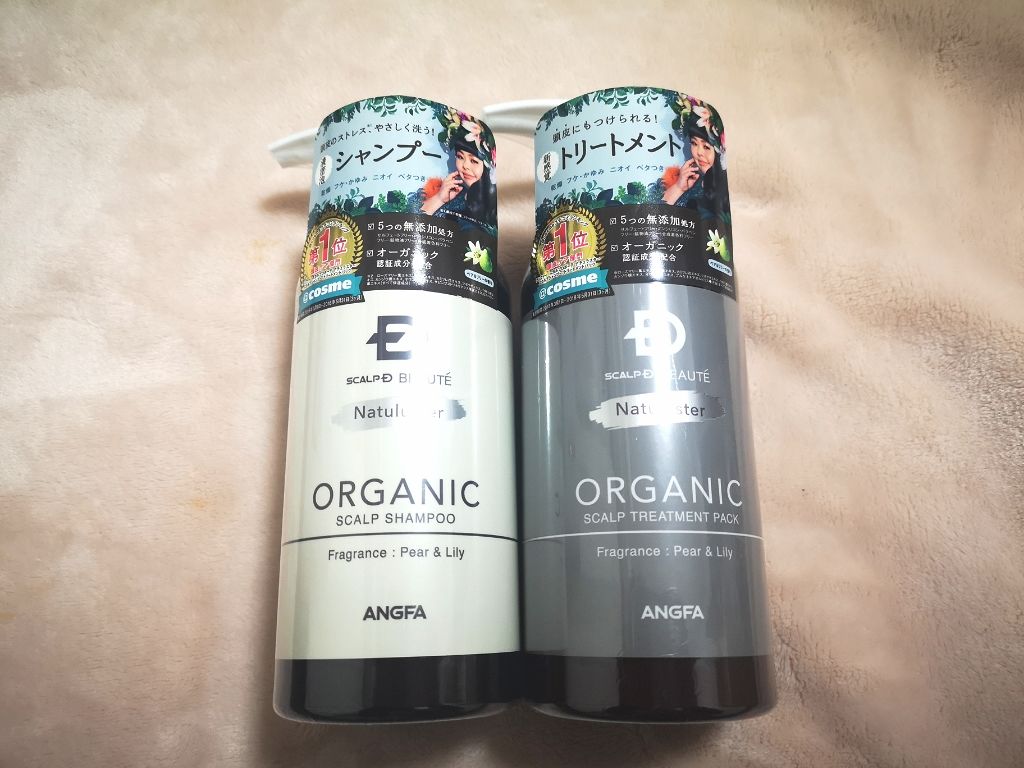 頭皮のストレス、やさしく洗う!
シャンプー
乾燥 フケ・かゆみ ニオイ ベタつき
5つの無添加処方
オーガニック
認証成分配合
第1位
@cosme
SCALP-D BEAUTÉ
ORGANIC
SCALP SHAMPOO
Fragrance : Pear & Lily
ANGFA
頭皮にもつけられる!
トリートメント
乾燥 フケ・かゆみ ニオイ ベタつき
5つの無添加処方
オーガニック
認証成分配合
第1位
@cosme
SCALP-D BEAUTÉ
ORGANIC
SCALP TREATMENT PACK
Fragrance : Pear & Lily
ANGFA